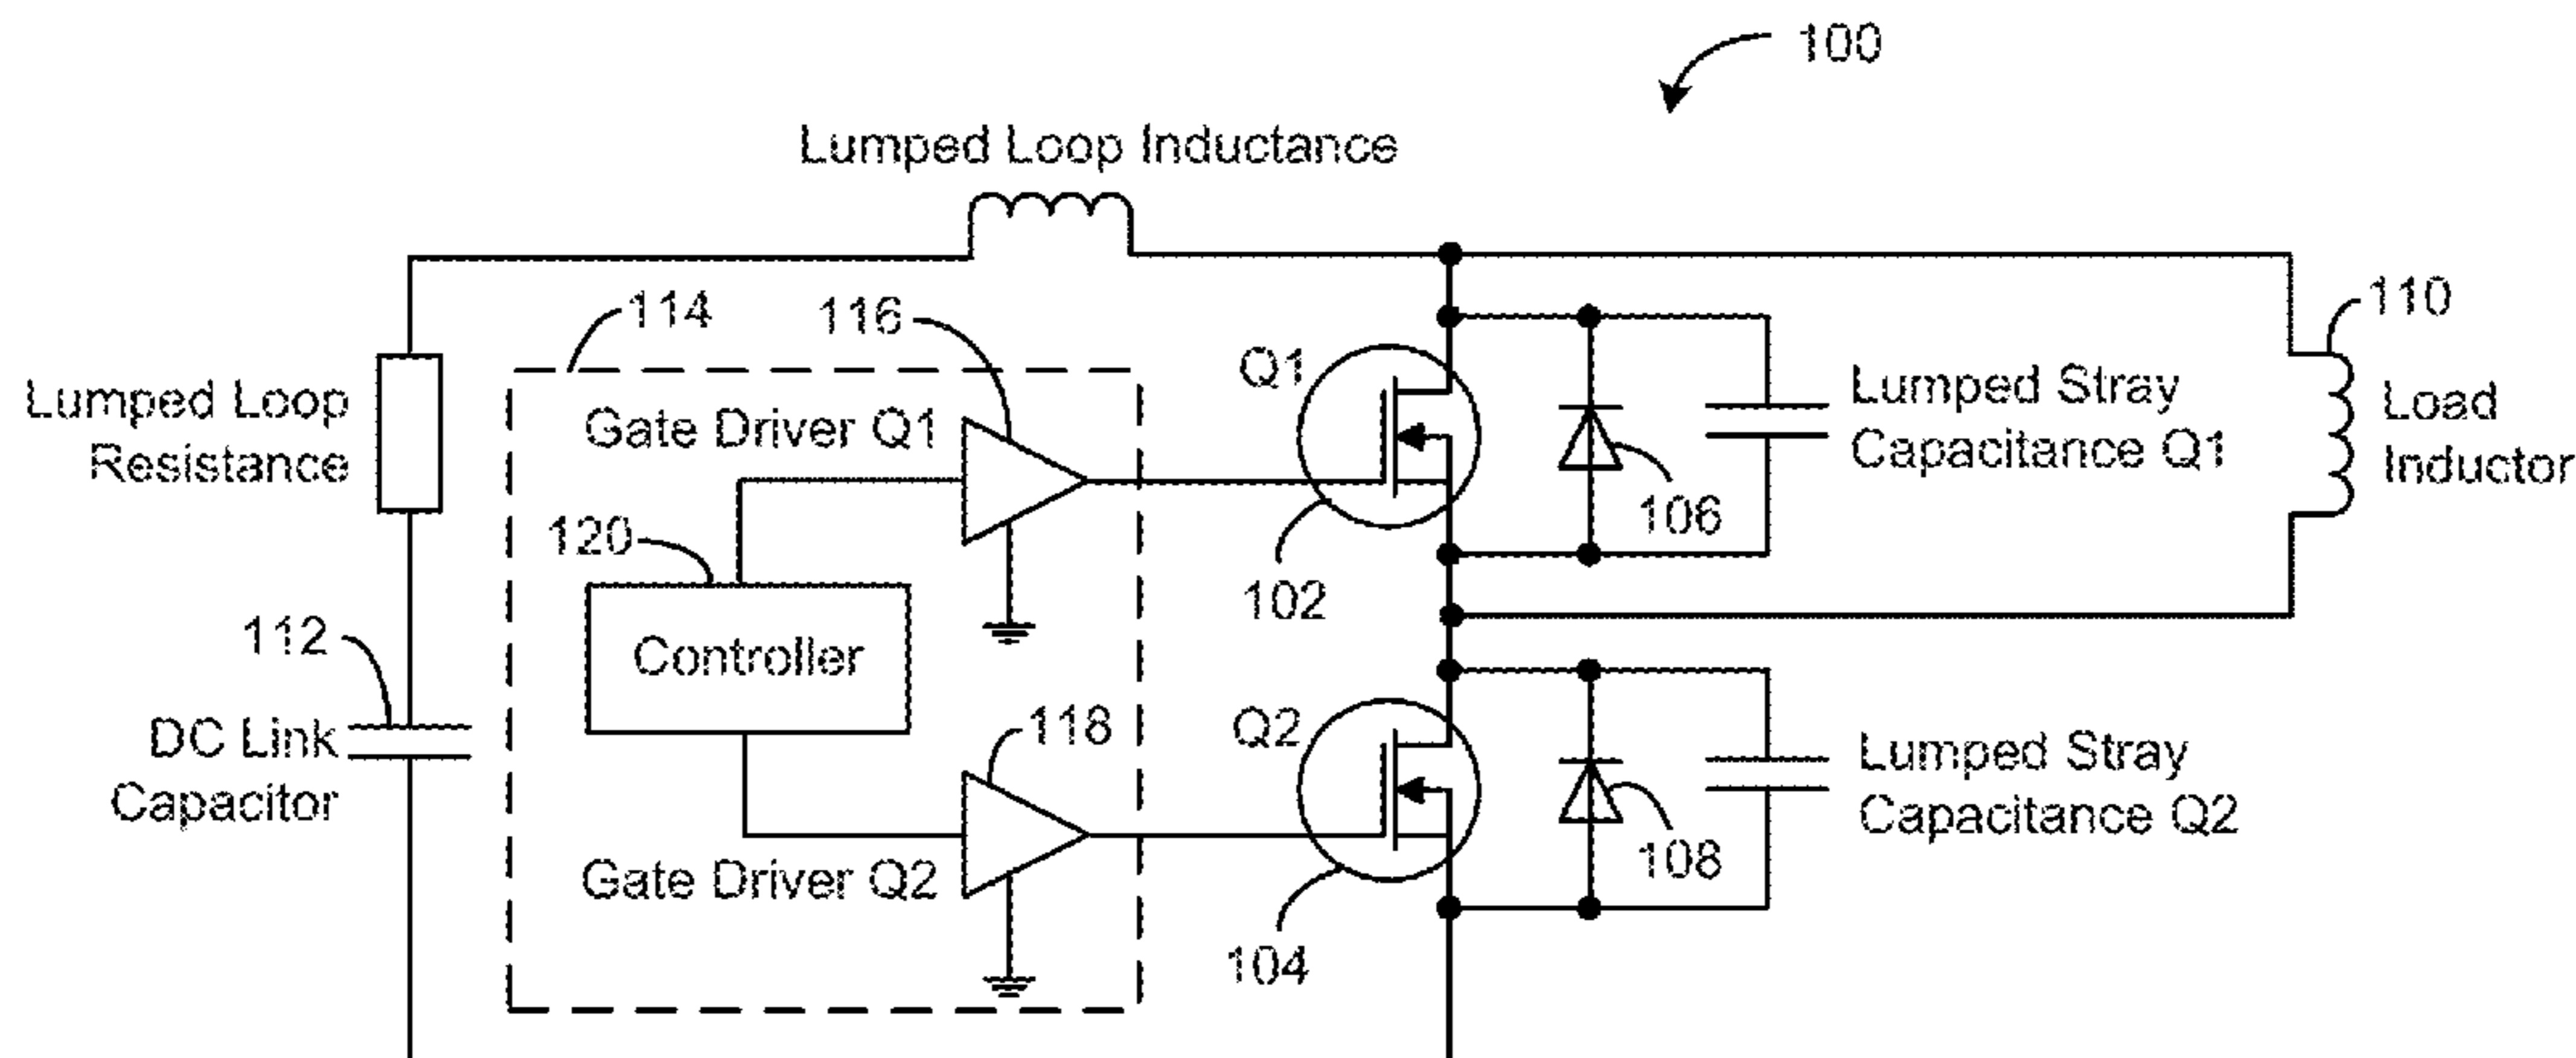 100
Lumped Loop Inductance
114
116
110
Q1
Lumped Loop
Resistance
Gate Driver Q1
Lumped Stray
Capacitance Q1
Load
Inductor
106
120
102
112
Controller
DC Link
Capacitor
118
Q2
Lumped Stray
Capacitance Q2
108
Gate Driver Q2
104